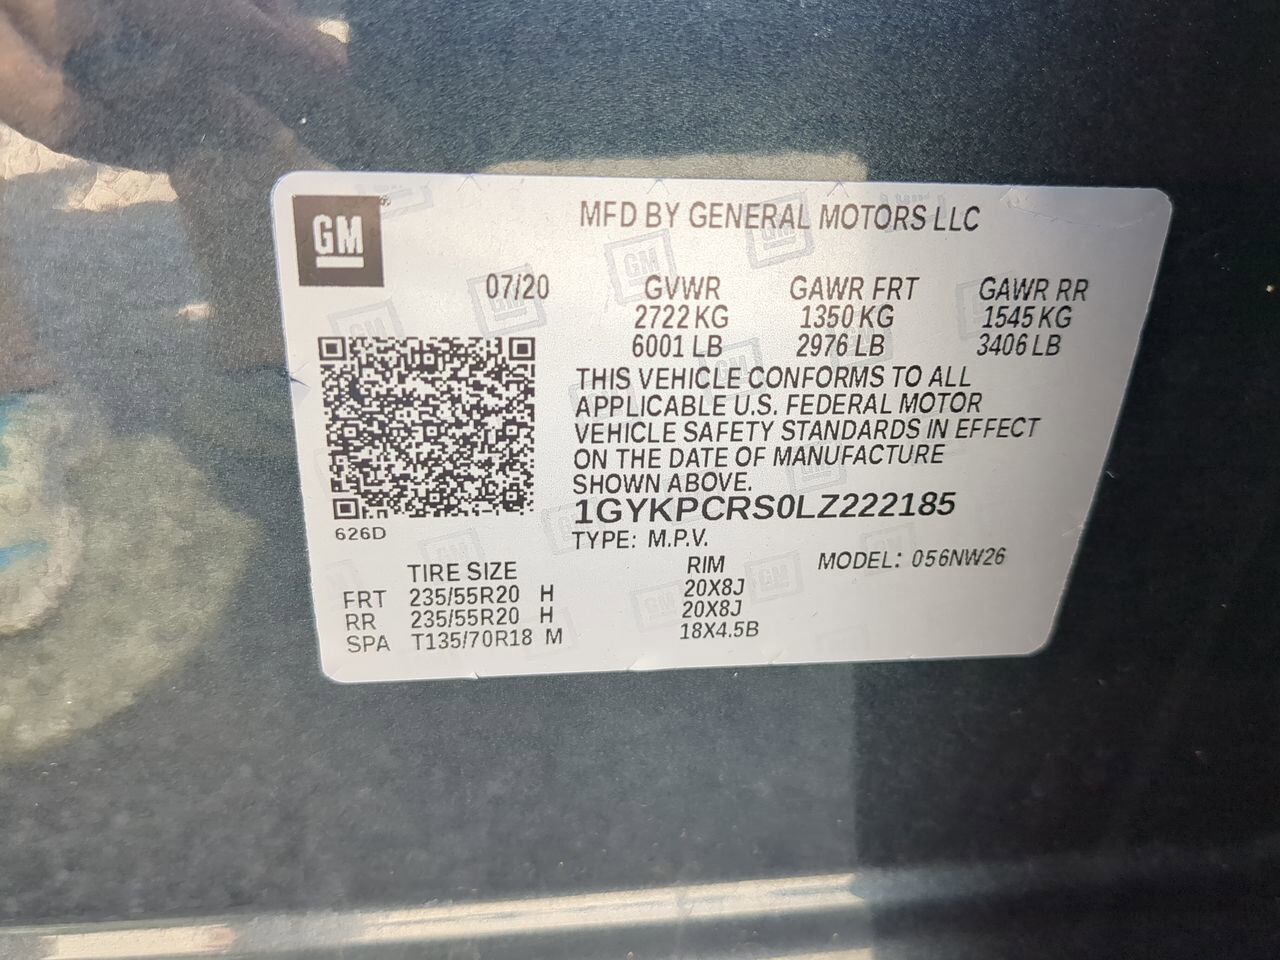 GM
MFD BY GENERAL MOTORS LLC
07/20 GVWR GAWR FRT GAWR RR
2722 KG 1350 KG 1545 KG
6001 LB 2976 LB 3406 LB
THIS VEHICLE CONFORMS TO ALL
APPLICABLE U.S. FEDERAL MOTOR
VEHICLE SAFETY STANDARDS IN EFFECT
ON THE DATE OF MANUFACTURE
SHOWN ABOVE.
1GYKPCRS0LZ222185
626D
TYPE: M.P.V. MODEL: 056NW26
TIRE SIZE RIM
FRT 235/55R20 H 20X8J
RR 235/55R20 H 20X8J
SPA T135/70R18 M 18X4.5B